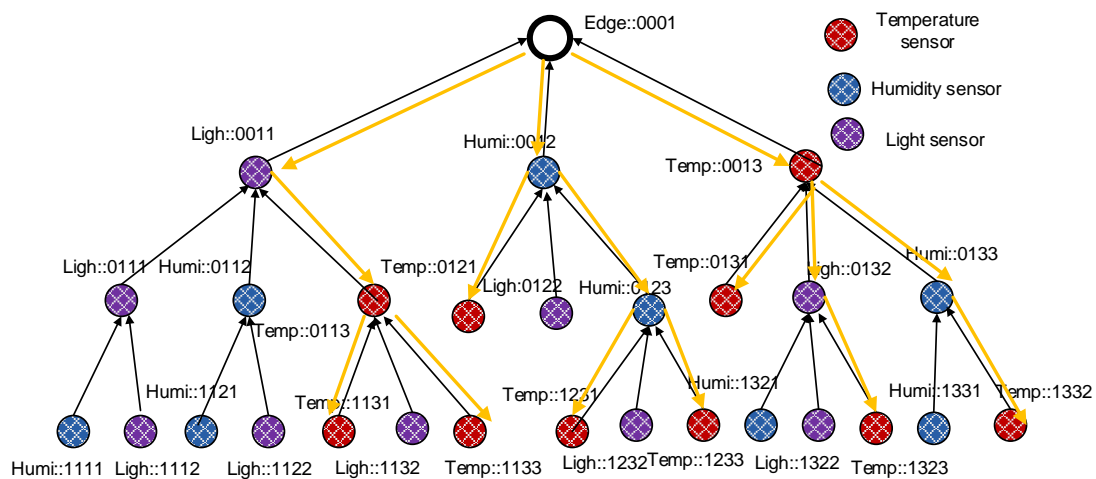 Edge::0001
Temperature
sensor
Humidity sensor
Light sensor
Ligh::0011
Humi::0012
Temp::0013
Ligh::0111
Humi::0112
Temp::0113
Temp::0121
Ligh::0122
Humi::0123
Temp::0131
Ligh::0132
Humi::0133
Humi::1111
Ligh::1112
Humi::1121
Ligh::1122
Temp::1131
Ligh::1132
Temp::1133
Temp::1231
Ligh::1232
Temp::1233
Humi::1321
Ligh::1322
Temp::1323
Humi::1331
Temp::1332